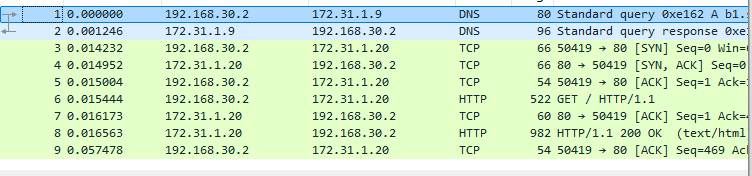 1 0.000000 192.168.30.2 172.31.1.9 DNS 80 Standard query 0xe162 A b1.
2 0.001246 172.31.1.9 192.168.30.2 DNS 96 Standard query response 0xe1
3 0.014232 192.168.30.2 172.31.1.20 TCP 66 50419 → 80 [SYN] Seq=0 Win=
4 0.014952 172.31.1.20 192.168.30.2 TCP 66 80 → 50419 [SYN, ACK] Seq=0
5 0.015004 192.168.30.2 172.31.1.20 TCP 54 50419 → 80 [ACK] Seq=1 Ack=
6 0.015444 192.168.30.2 172.31.1.20 HTTP 522 GET / HTTP/1.1
7 0.016173 172.31.1.20 192.168.30.2 TCP 60 80 → 50419 [ACK] Seq=1 Ack=4
8 0.016563 172.31.1.20 192.168.30.2 HTTP 982 HTTP/1.1 200 OK (text/html
9 0.057478 192.168.30.2 172.31.1.20 TCP 54 50419 → 80 [ACK] Seq=469 Ack